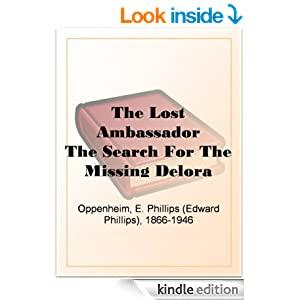 Look inside
The Lost
Ambassador
The Search For The
Missing Delora
Oppenheim, E. Phillips (Edward
Phillips), 1866-1946
kindle edition